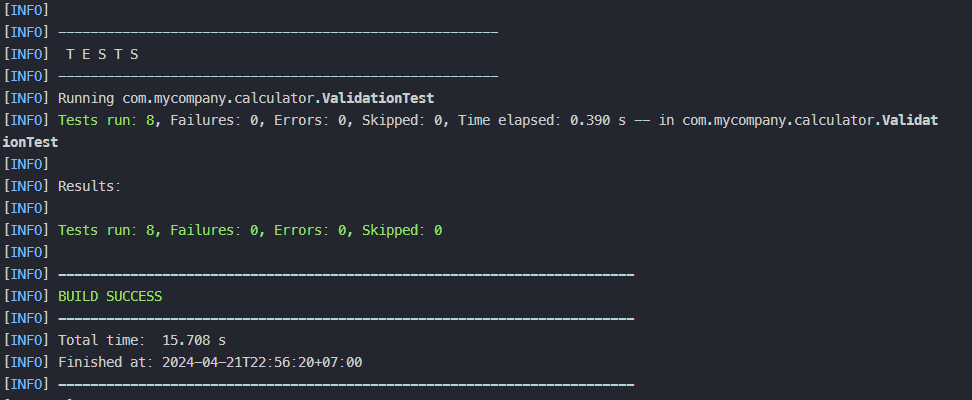 [INFO]
[INFO] -------------------------------------------------------
[INFO]  T E S T S
[INFO] -------------------------------------------------------
[INFO] Running com.mycompany.calculator.ValidationTest
[INFO] Tests run: 8, Failures: 0, Errors: 0, Skipped: 0, Time elapsed: 0.390 s -- in com.mycompany.calculator.Validat
ionTest
[INFO]
[INFO] Results:
[INFO]
[INFO] Tests run: 8, Failures: 0, Errors: 0, Skipped: 0
[INFO]
[INFO] ------------------------------------------------------------------------
[INFO] BUILD SUCCESS
[INFO] ------------------------------------------------------------------------
[INFO] Total time:  15.708 s
[INFO] Finished at: 2024-04-21T22:56:20+07:00
[INFO] ------------------------------------------------------------------------